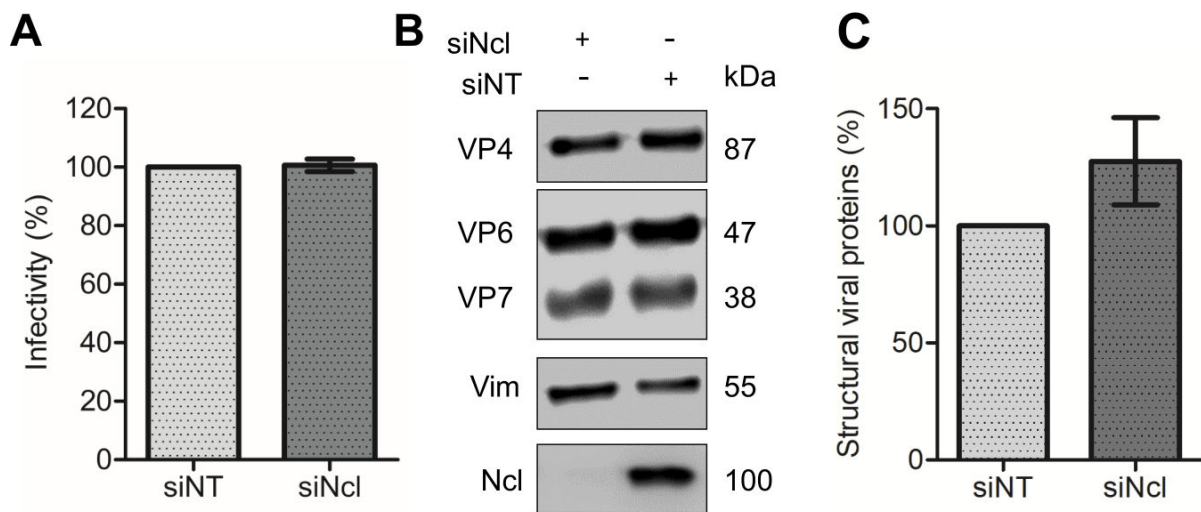 A
Infectivity (%)
120
100
80
60
40
20
0
siNT siNcl
B
siNcl + -
siNT - + kDa
VP4 87
VP6 47
VP7 38
Vim 55
Ncl 100
C
Structural viral proteins (%)
150
100
50
0
siNT siNcl